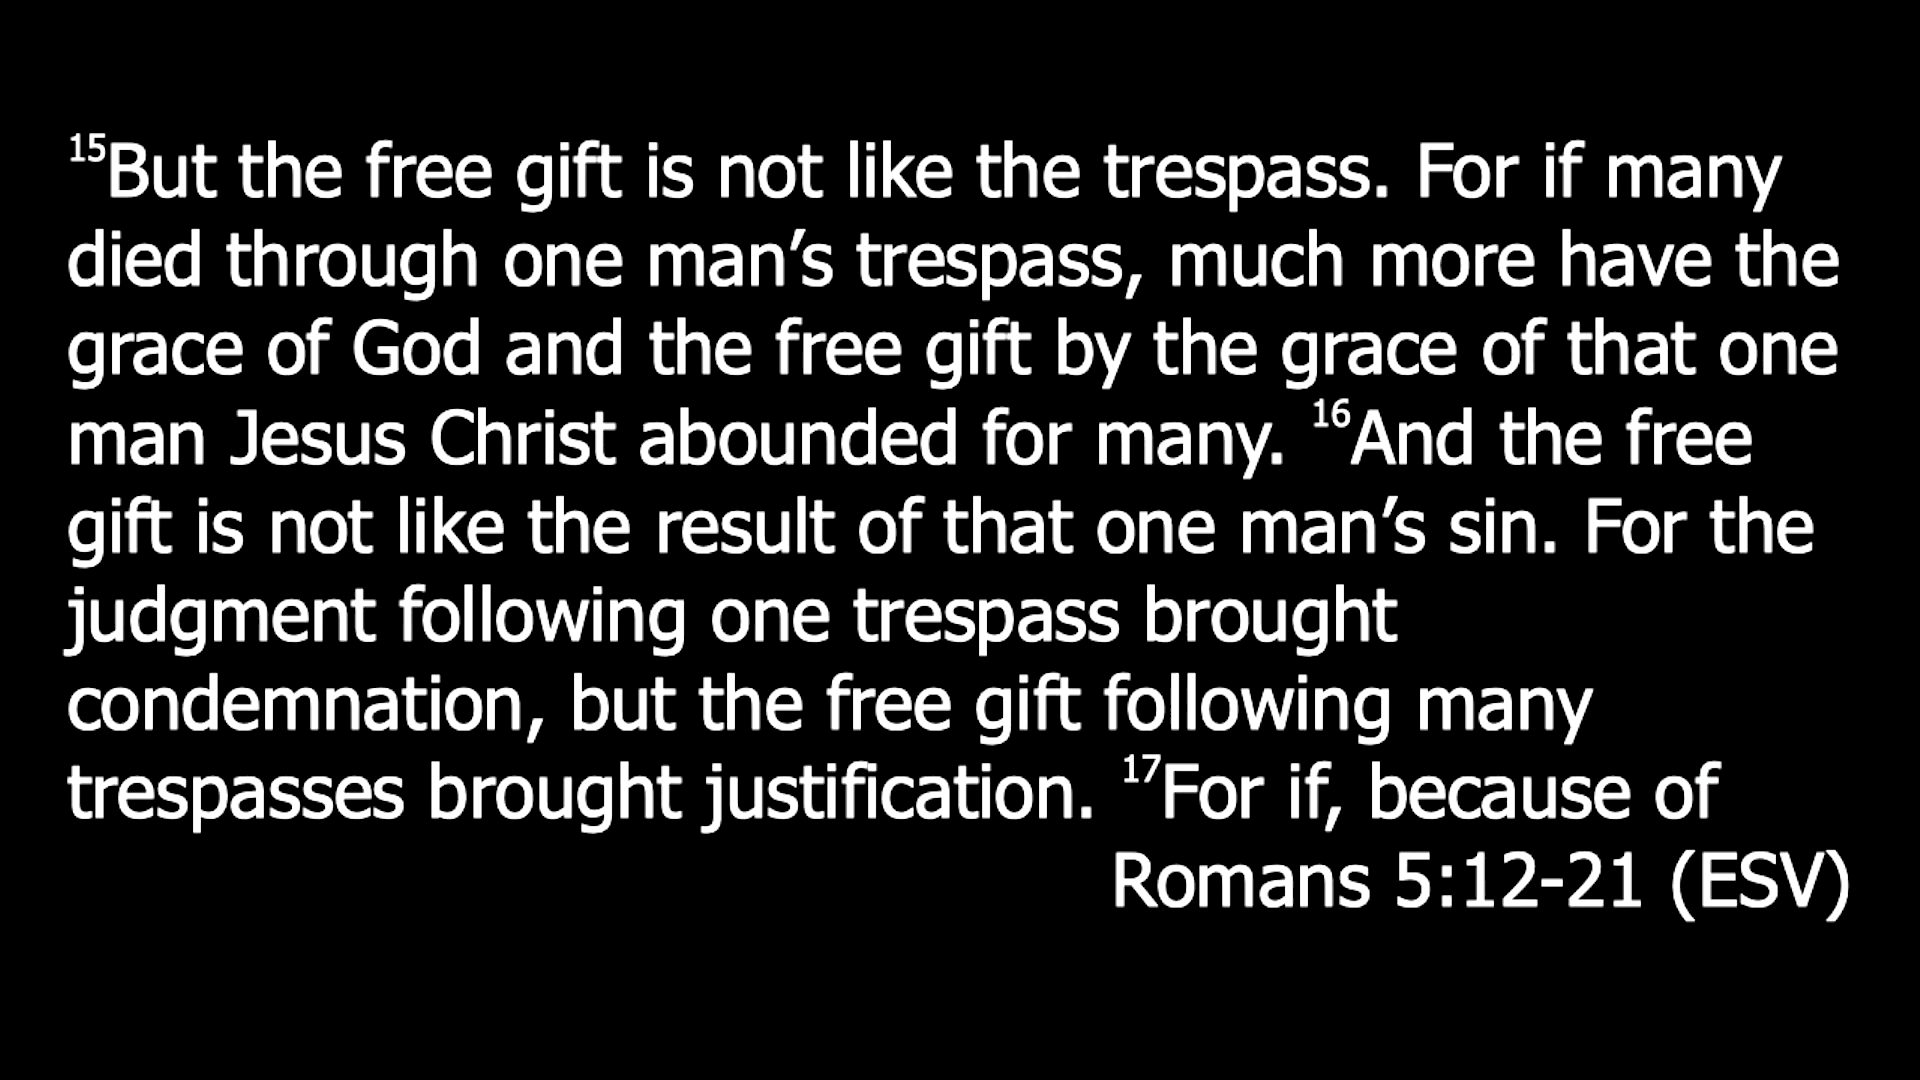 ¹⁵But the free gift is not like the trespass. For if many
died through one man’s trespass, much more have the
grace of God and the free gift by the grace of that one
man Jesus Christ abounded for many. ¹⁶And the free
gift is not like the result of that one man’s sin. For the
judgment following one trespass brought
condemnation, but the free gift following many
trespasses brought justification. ¹⁷For if, because of
Romans 5:12-21 (ESV)